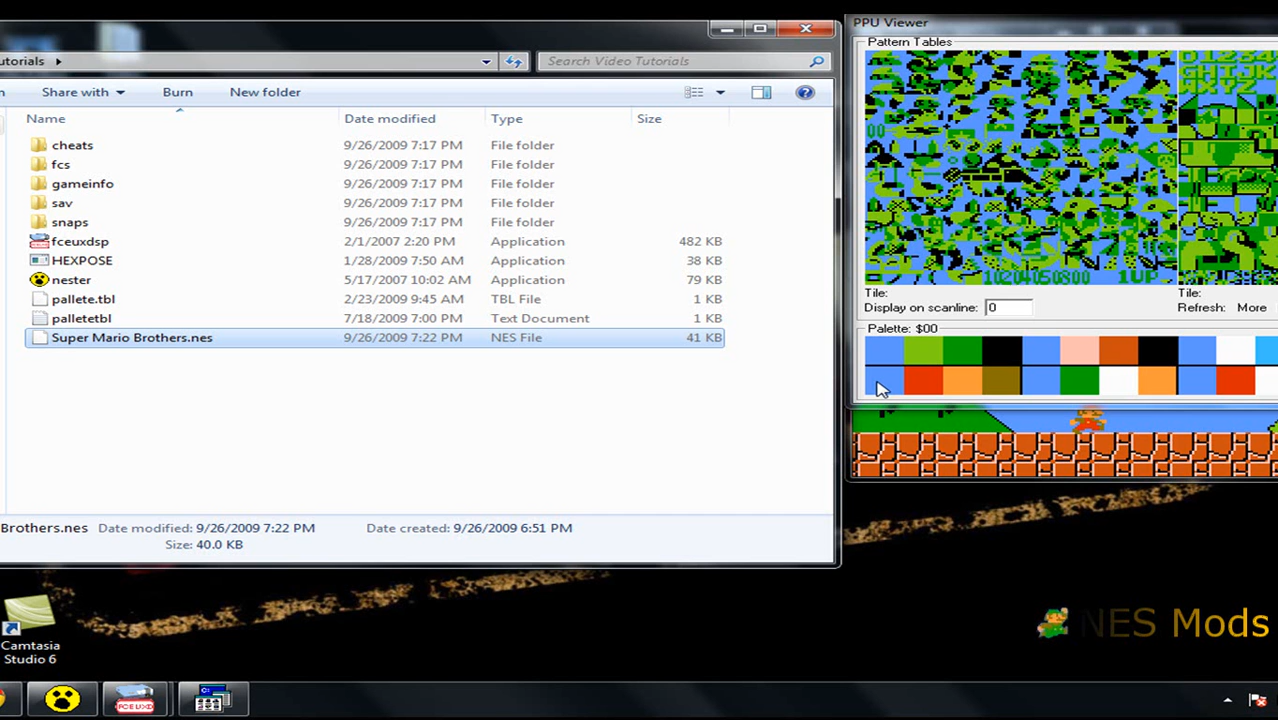 utorials
Search Video Tutorials
Share with
Burn
New folder
Name
Date modified
Type
Size
cheats 9/26/2009 7:17 PM File folder
fcs 9/26/2009 7:17 PM File folder
gameinfo 9/26/2009 7:17 PM File folder
sav 9/26/2009 7:17 PM File folder
snaps 9/26/2009 7:17 PM File folder
fceuxdsp 2/1/2007 2:20 PM Application 482 KB
HEXPOSE 1/28/2009 7:50 AM Application 38 KB
nester 5/17/2007 10:02 AM Application 79 KB
pallete.tbl 2/23/2009 9:45 AM TBL File 1 KB
palletetbl 7/18/2009 7:00 PM Text Document 1 KB
Super Mario Brothers.nes 9/26/2009 7:22 PM NES File 41 KB
Brothers.nes Date modified: 9/26/2009 7:22 PM Date created: 9/26/2009 6:51 PM
Size: 40.0 KB
PPU Viewer
Pattern Tables
1UP
Tile:
Tile:
Display on scanline: 0
Refresh: More
Palette: $00
NES Mods
Camtasia
Studio 6
FCEUXD